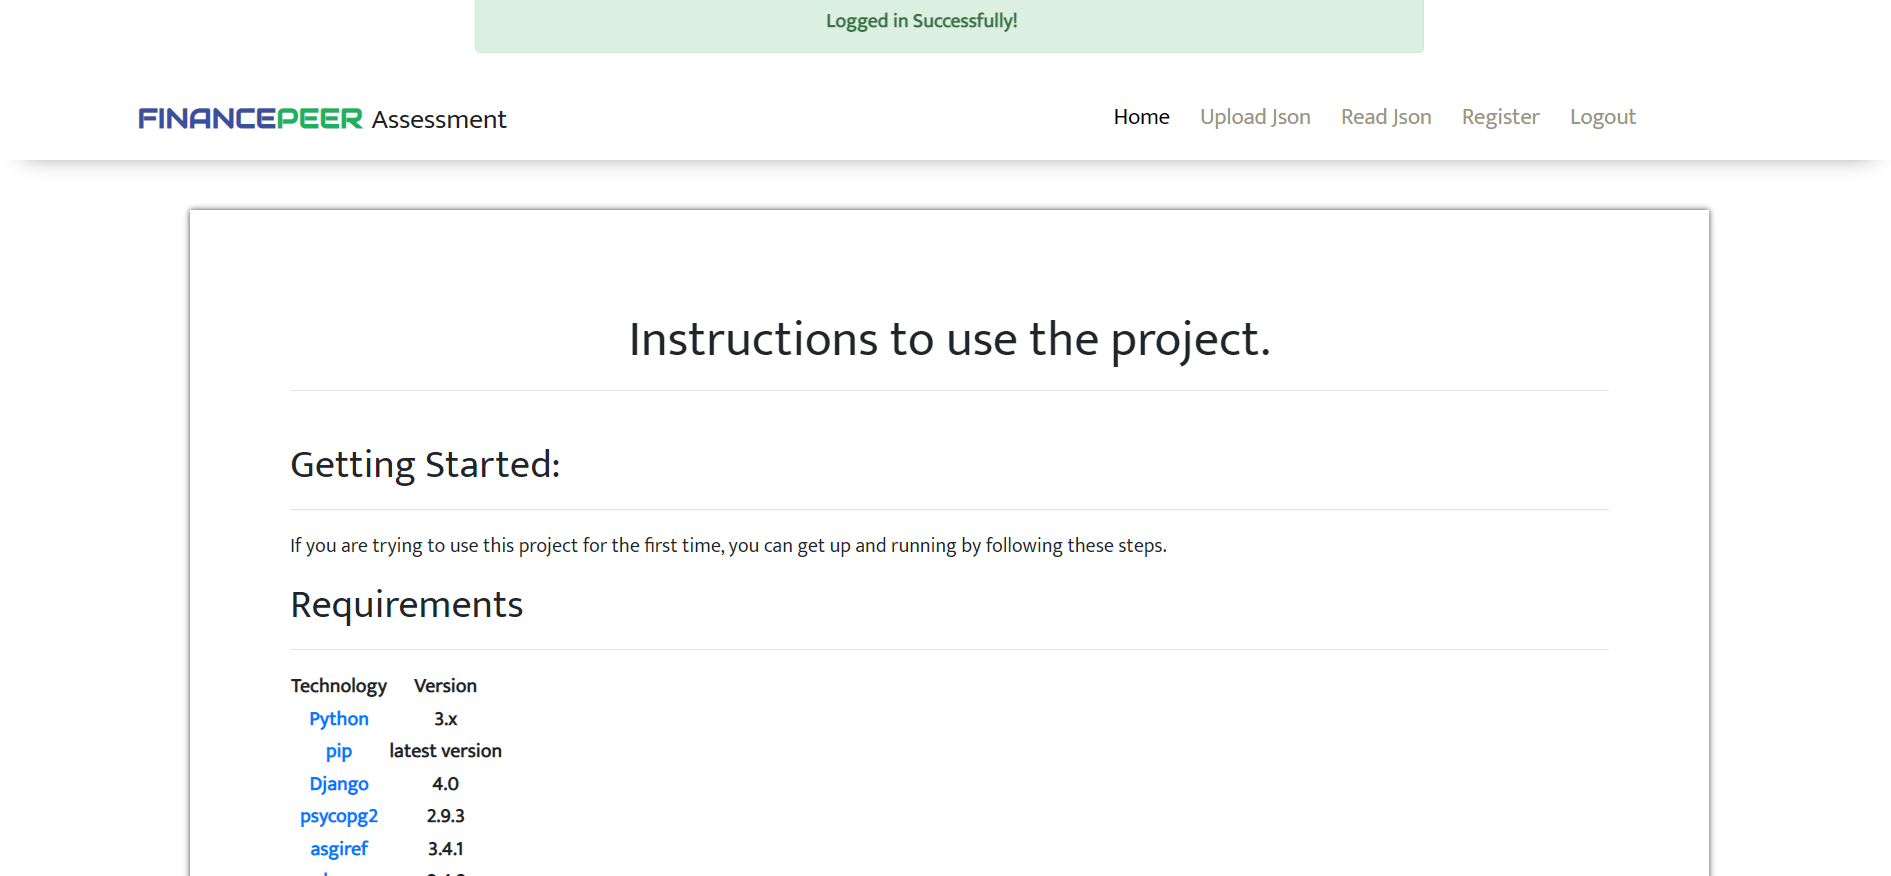 Logged in Successfully!
FINANCEPEER Assessment Home Upload Json Read Json Register Logout
Instructions to use the project.
Getting Started:
If you are trying to use this project for the first time, you can get up and running by following these steps.
Requirements
Technology Version
Python 3.x
pip latest version
Django 4.0
psycopg2 2.9.3
asgiref 3.4.1